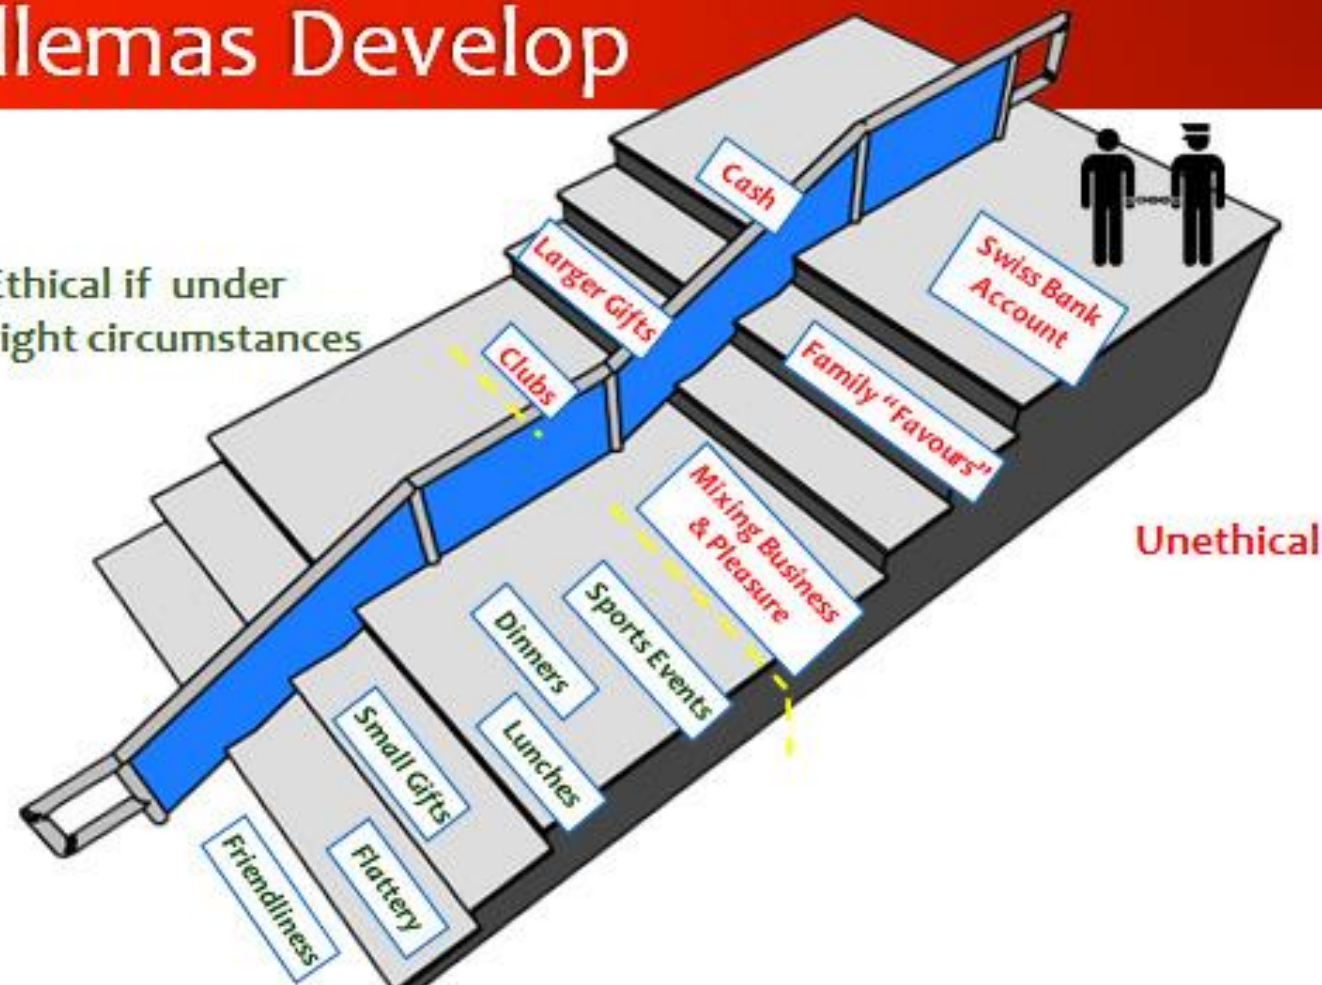 llemas Develop
Cash
Swiss Bank
Account
Larger Gifts
Ethical if under
ight circumstances
Clubs
Family "Favours"
Mixing Business
& Pleasure
Unethical
Sports Events
Dinners
Lunches
Small Gifts
Flattery
Friendliness